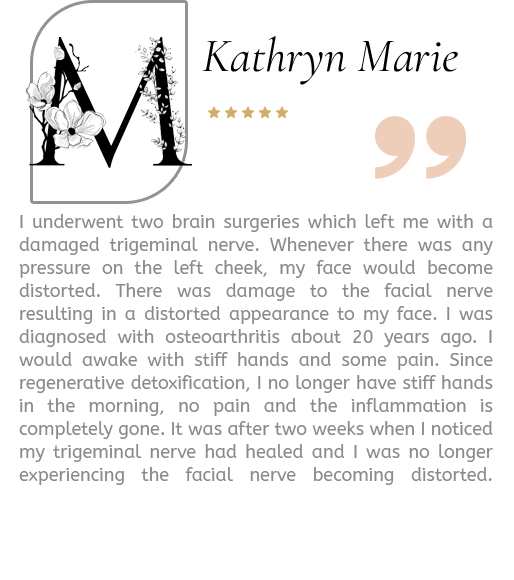 M
Kathryn Marie
”
I underwent two brain surgeries which left me with a
damaged trigeminal nerve. Whenever there was any
pressure on the left cheek, my face would become
distorted. There was damage to the facial nerve
resulting in a distorted appearance to my face. I was
diagnosed with osteoarthritis about 20 years ago. I
would awake with stiff hands and some pain. Since
regenerative detoxification, I no longer have stiff hands
in the morning, no pain and the inflammation is
completely gone. It was after two weeks when I noticed
my trigeminal nerve had healed and I was no longer
experiencing the facial nerve becoming distorted.